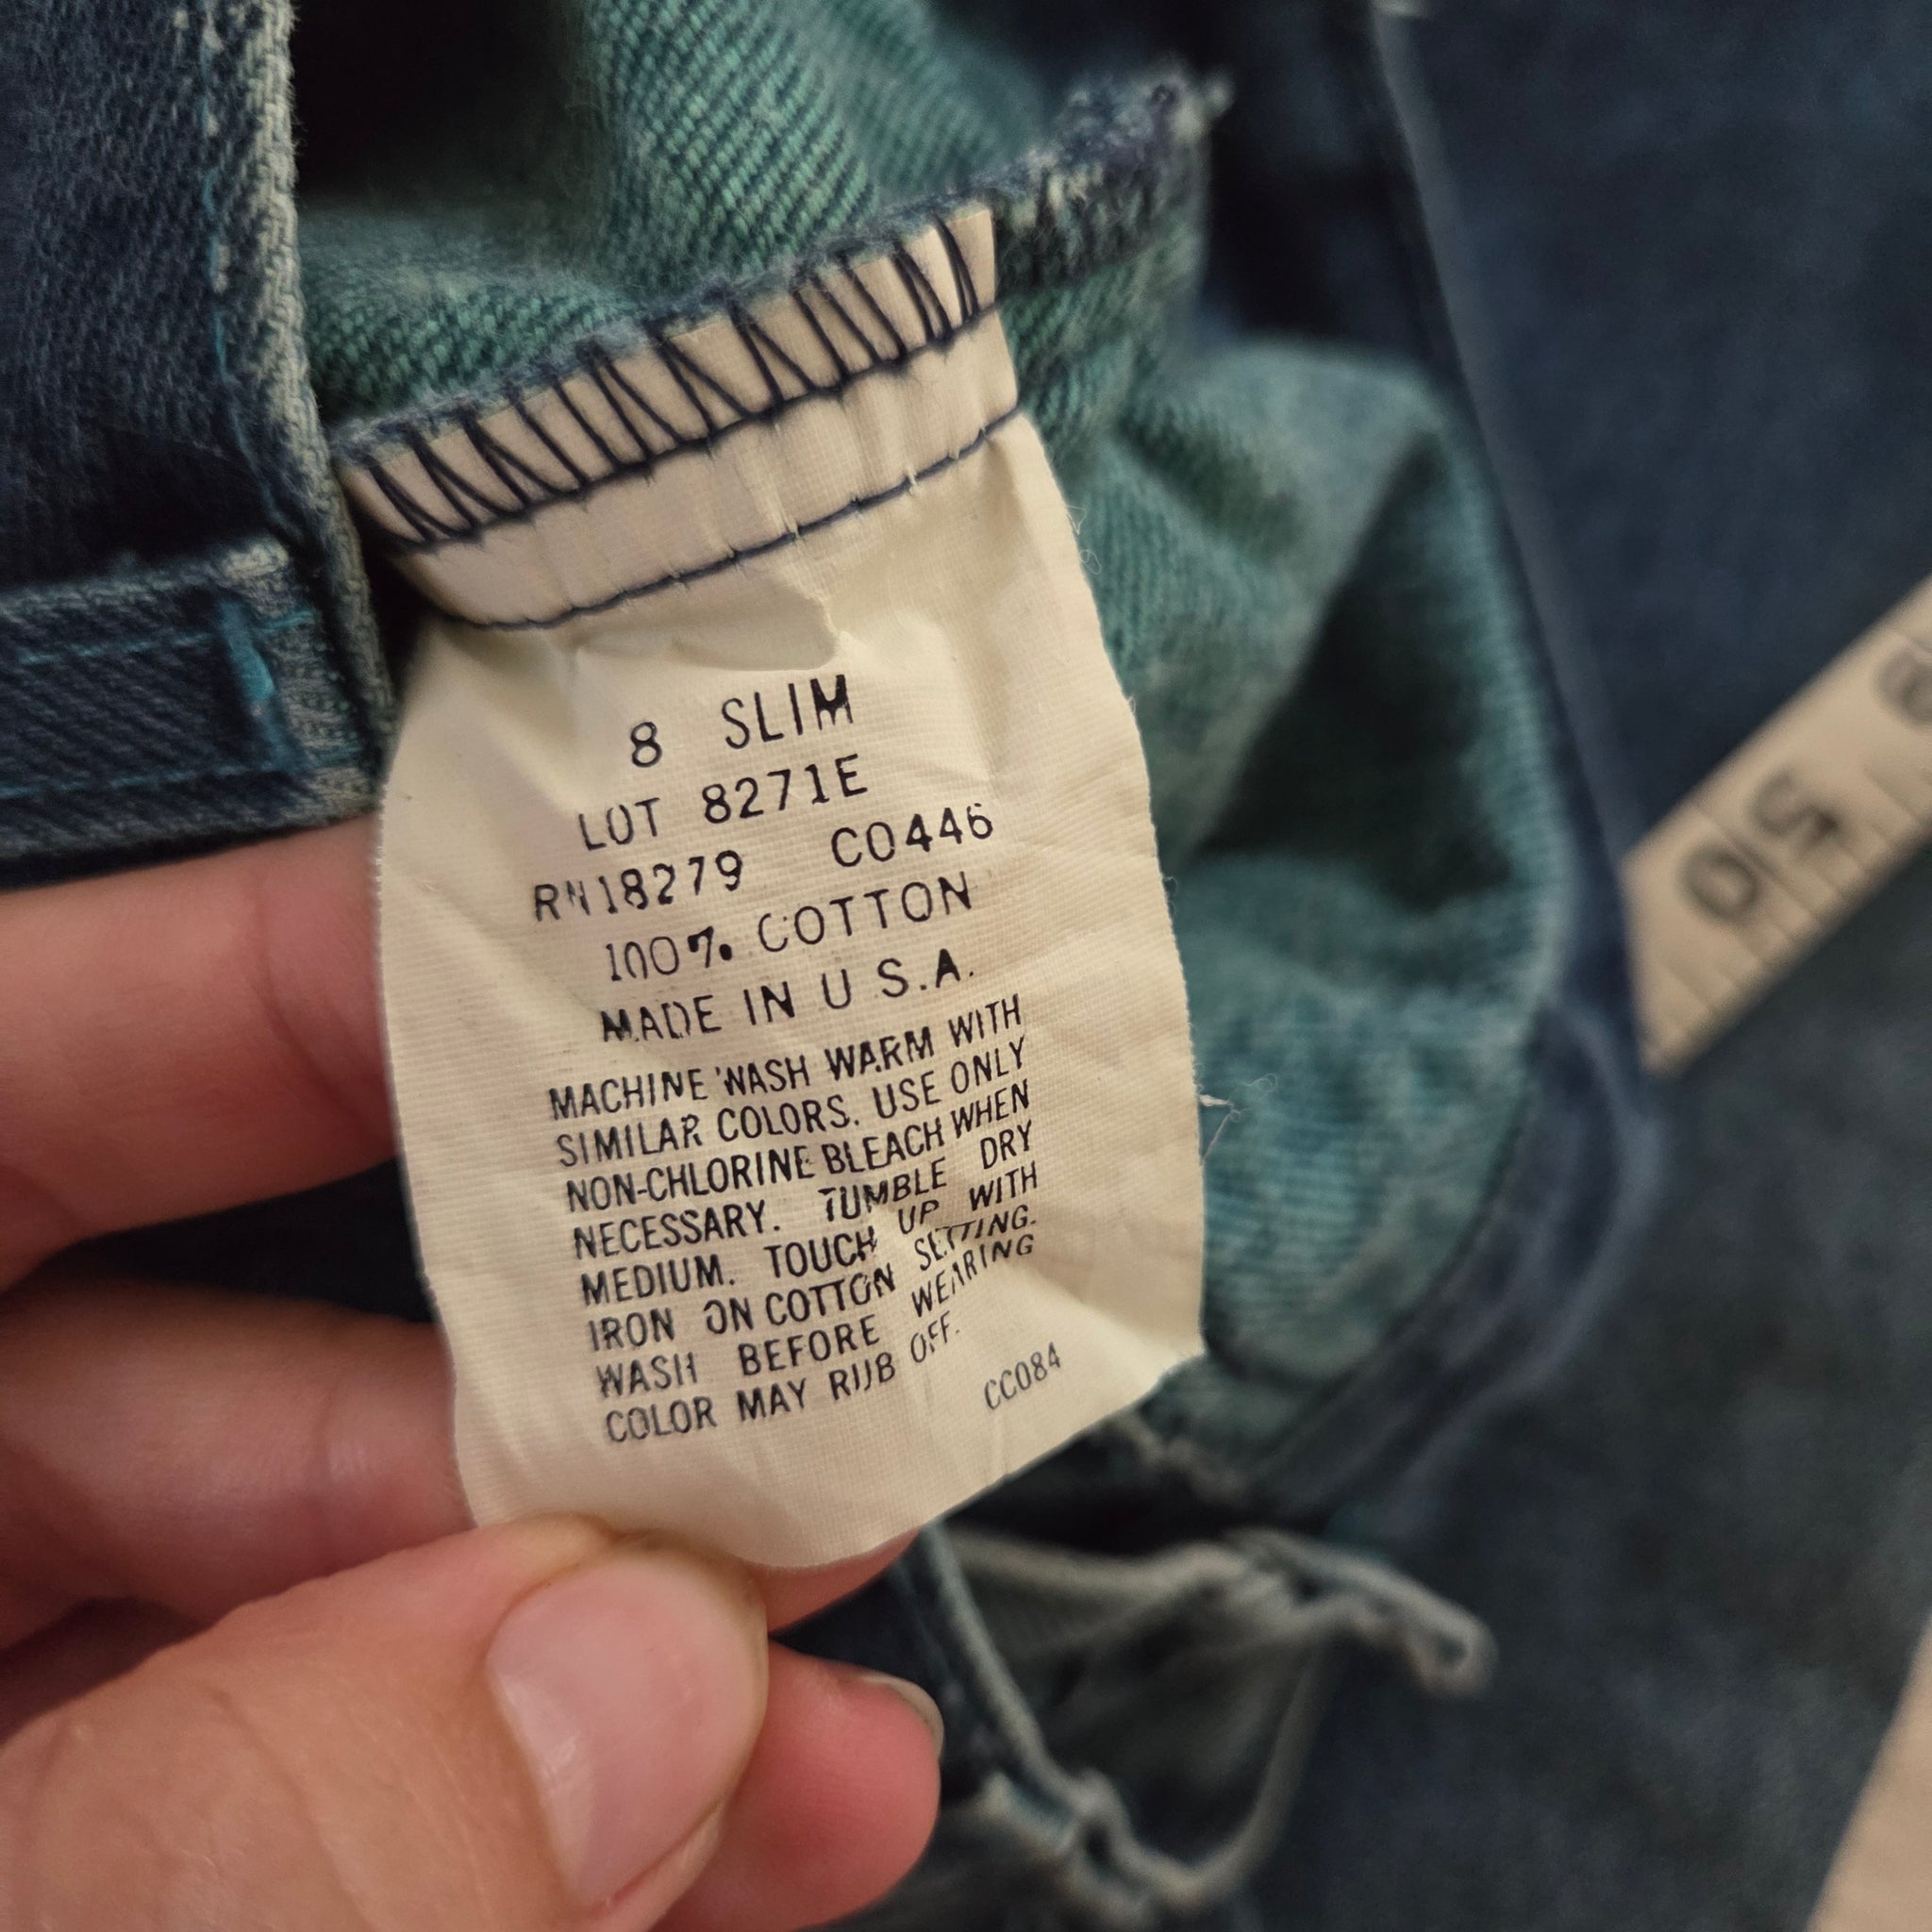 8 SLIM
LOT 8271E
RN18279 CO446
100% COTTON
MADE IN U S.A.
MACHINE WASH WARM WITH
SIMILAR COLORS. USE ONLY
NON-CHLORINE BLEACH WHEN
NECESSARY. TUMBLE DRY
MEDIUM. TOUCH UP WITH
IRON ON COTTON SETTING.
WASH BEFORE WEARING
COLOR MAY RUB OFF.
CC084
50